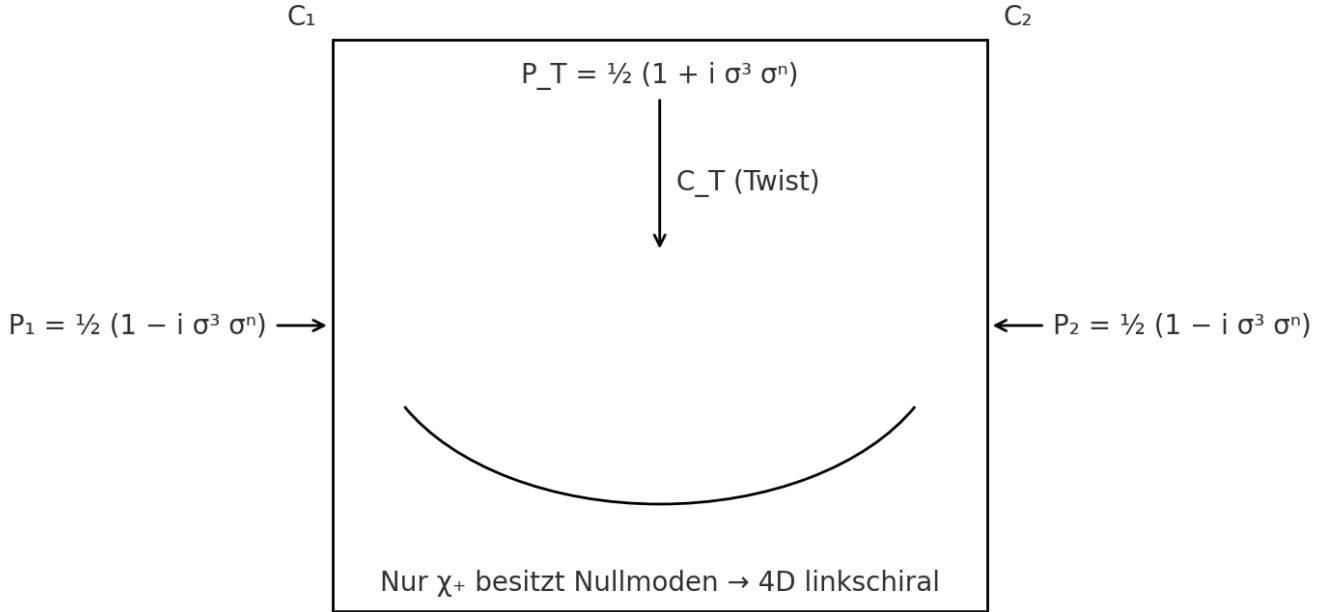 C₁
C₂
P_T = ½ (1 + i σ³ σⁿ)
C_T (Twist)
P₁ = ½ (1 − i σ³ σⁿ)
P₂ = ½ (1 − i σ³ σⁿ)
Nur χ₊ besitzt Nullmoden → 4D linkschiral